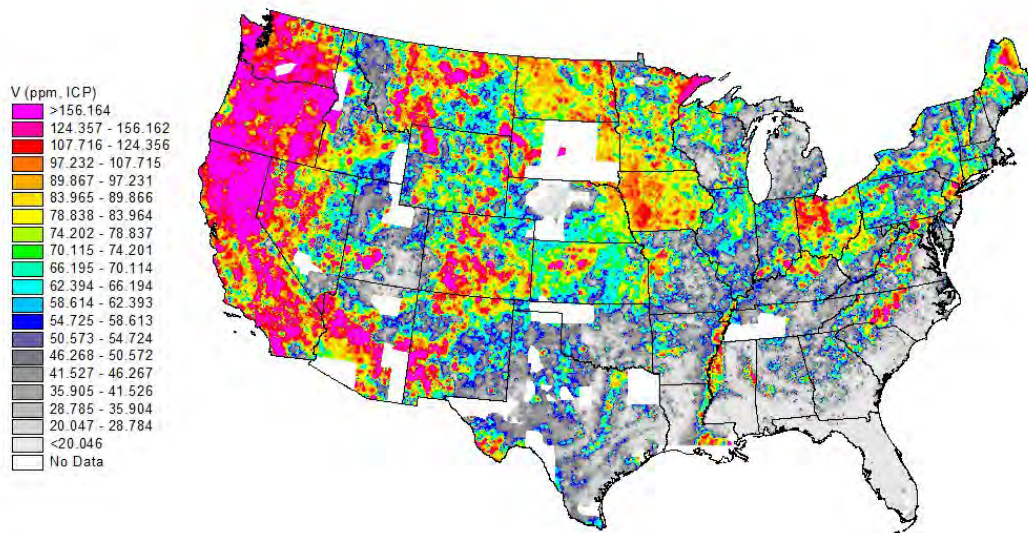 V (ppm, ICP)
>156.164
124.357 - 156.162
107.716 - 124.356
97.232 - 107.715
89.867 - 97.231
83.965 - 89.866
78.838 - 83.964
74.202 - 78.837
70.115 - 74.201
66.195 - 70.114
62.394 - 66.194
58.614 - 62.393
54.725 - 58.613
50.573 - 54.724
46.268 - 50.572
41.527 - 46.267
35.905 - 41.526
28.785 - 35.904
20.047 - 28.784
<20.046
No Data